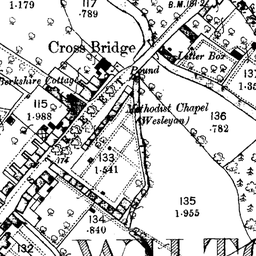 1·179
117
·789
B.M.
Cross Bridge
Letter Box
Pound
Berkshire Cottage
115
1·988
Methodist Chapel
(Wesleyan)
136
·782
133
1·541
135
1·955
134
·840
132